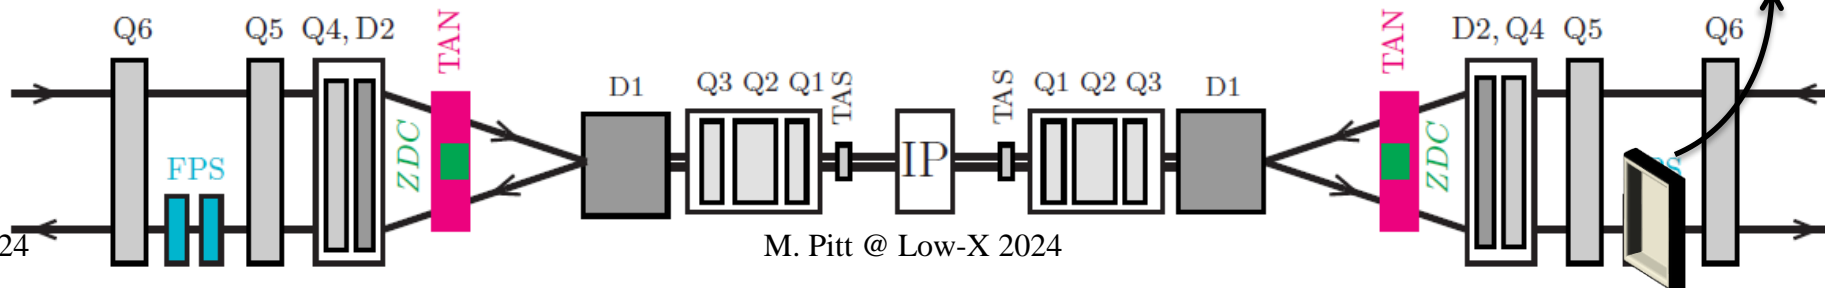 Q6
Q5
Q4, D2
TAN
D1
Q3 Q2 Q1
TAS
TAS
Q1 Q2 Q3
D1
TAN
D2, Q4
Q5
Q6
FPS
ZDC
IP
ZDC
24
M. Pitt @ Low-X 2024